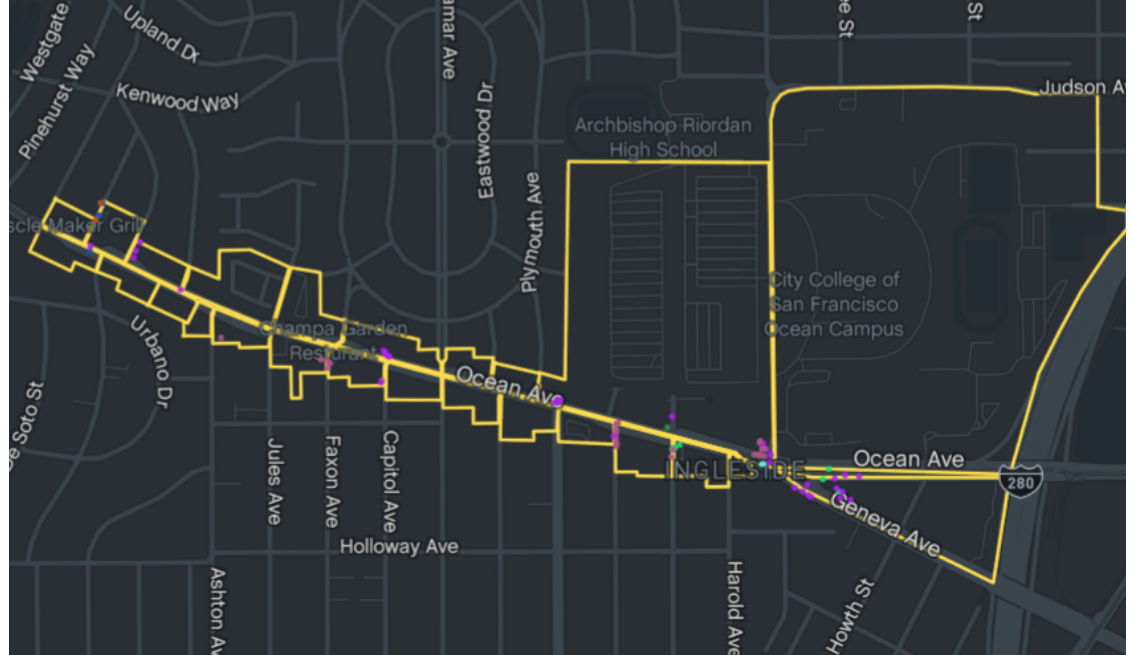 Westgate
Upland Dr
amar Ave
ee St
St
Pinehurst Way
Kenwood Way
Eastwood Dr
Judson Av
Archbishop Riordan
High School
Plymouth Ave
scle Maker Grill
City College of
San Francisco
Ocean Campus
Urbano Dr
Champa Garden
Resturant
Ocean Ave
De Soto St
Jules Ave
Faxon Ave
Capitol Ave
INGLESIDE
Ocean Ave
280
Geneva Ave
Holloway Ave
Ashton Av
Harold Ave
Howth St